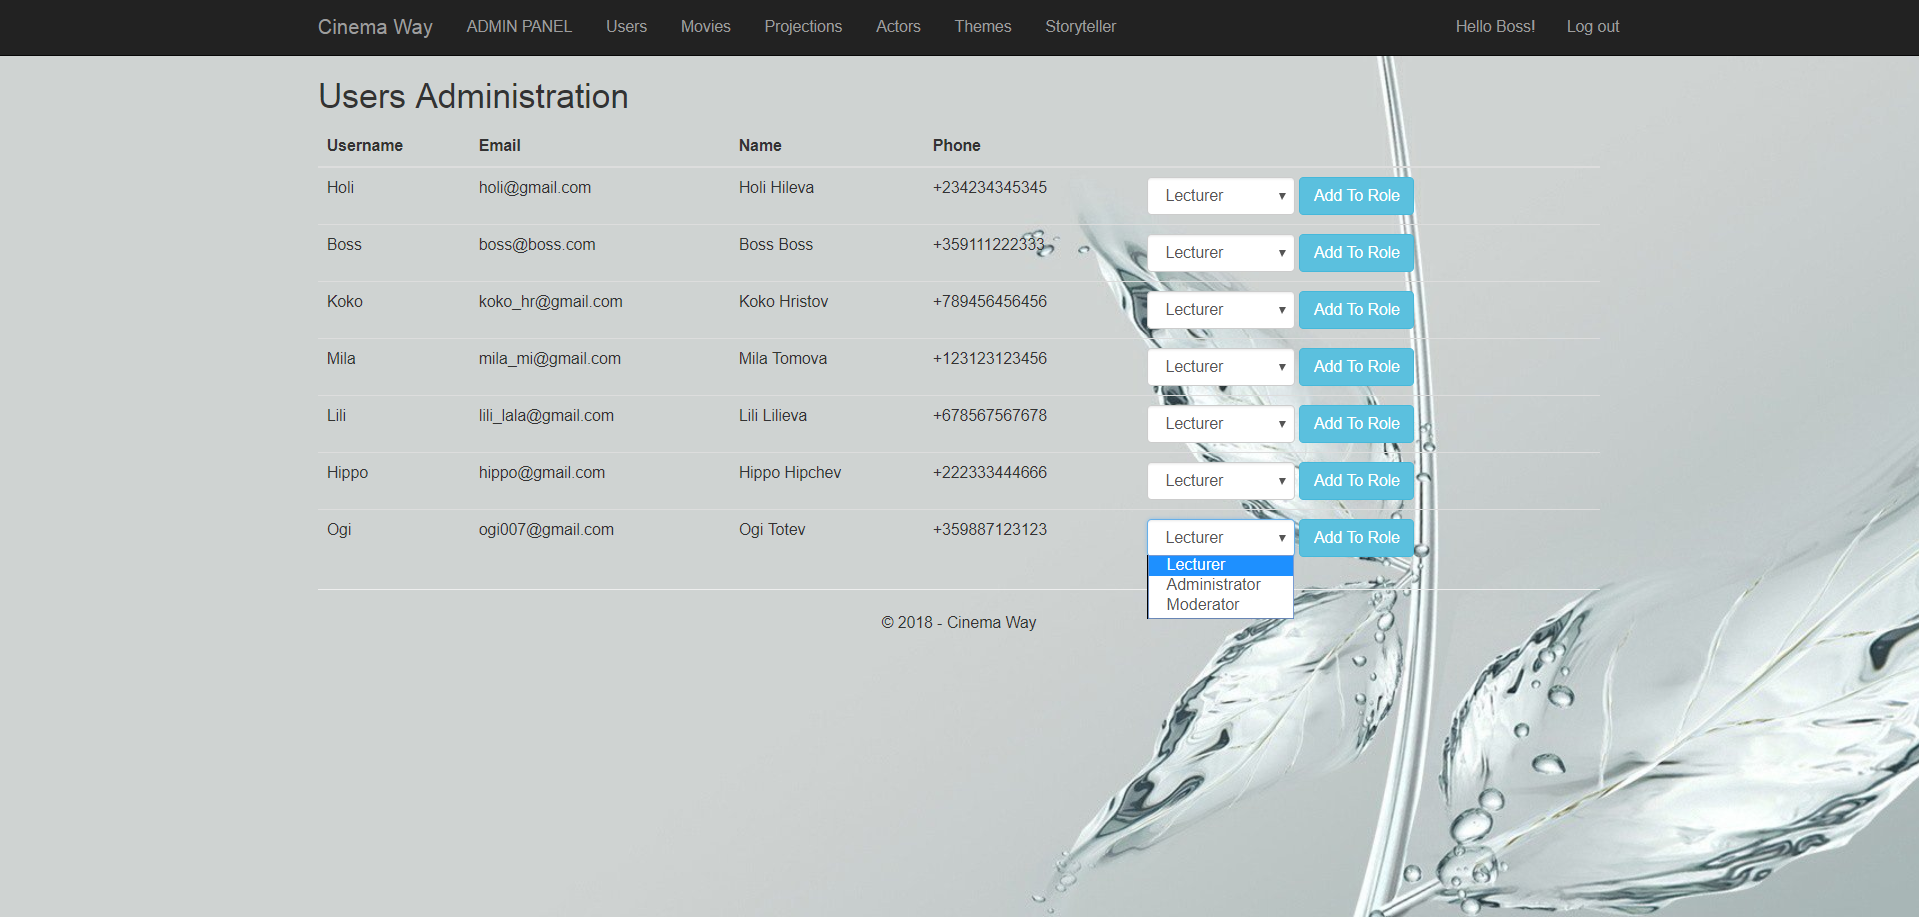 Cinema Way ADMIN PANEL Users Movies Projections Actors Themes Storyteller Hello Boss! Log out
Users Administration
Username Email Name Phone
Holi holi@gmail.com Holi Hileva +234234345345 Lecturer Add To Role
Boss boss@boss.com Boss Boss +359111222333 Lecturer Add To Role
Koko koko_hr@gmail.com Koko Hristov +789456456456 Lecturer Add To Role
Mila mila_mi@gmail.com Mila Tomova +123123123456 Lecturer Add To Role
Lili lili_lala@gmail.com Lili Lilieva +678567567678 Lecturer Add To Role
Hippo hippo@gmail.com Hippo Hipchev +222333444666 Lecturer Add To Role
Ogi ogi007@gmail.com Ogi Totev +359887123123 Lecturer Add To Role
Lecturer
Administrator
Moderator
© 2018 - Cinema Way